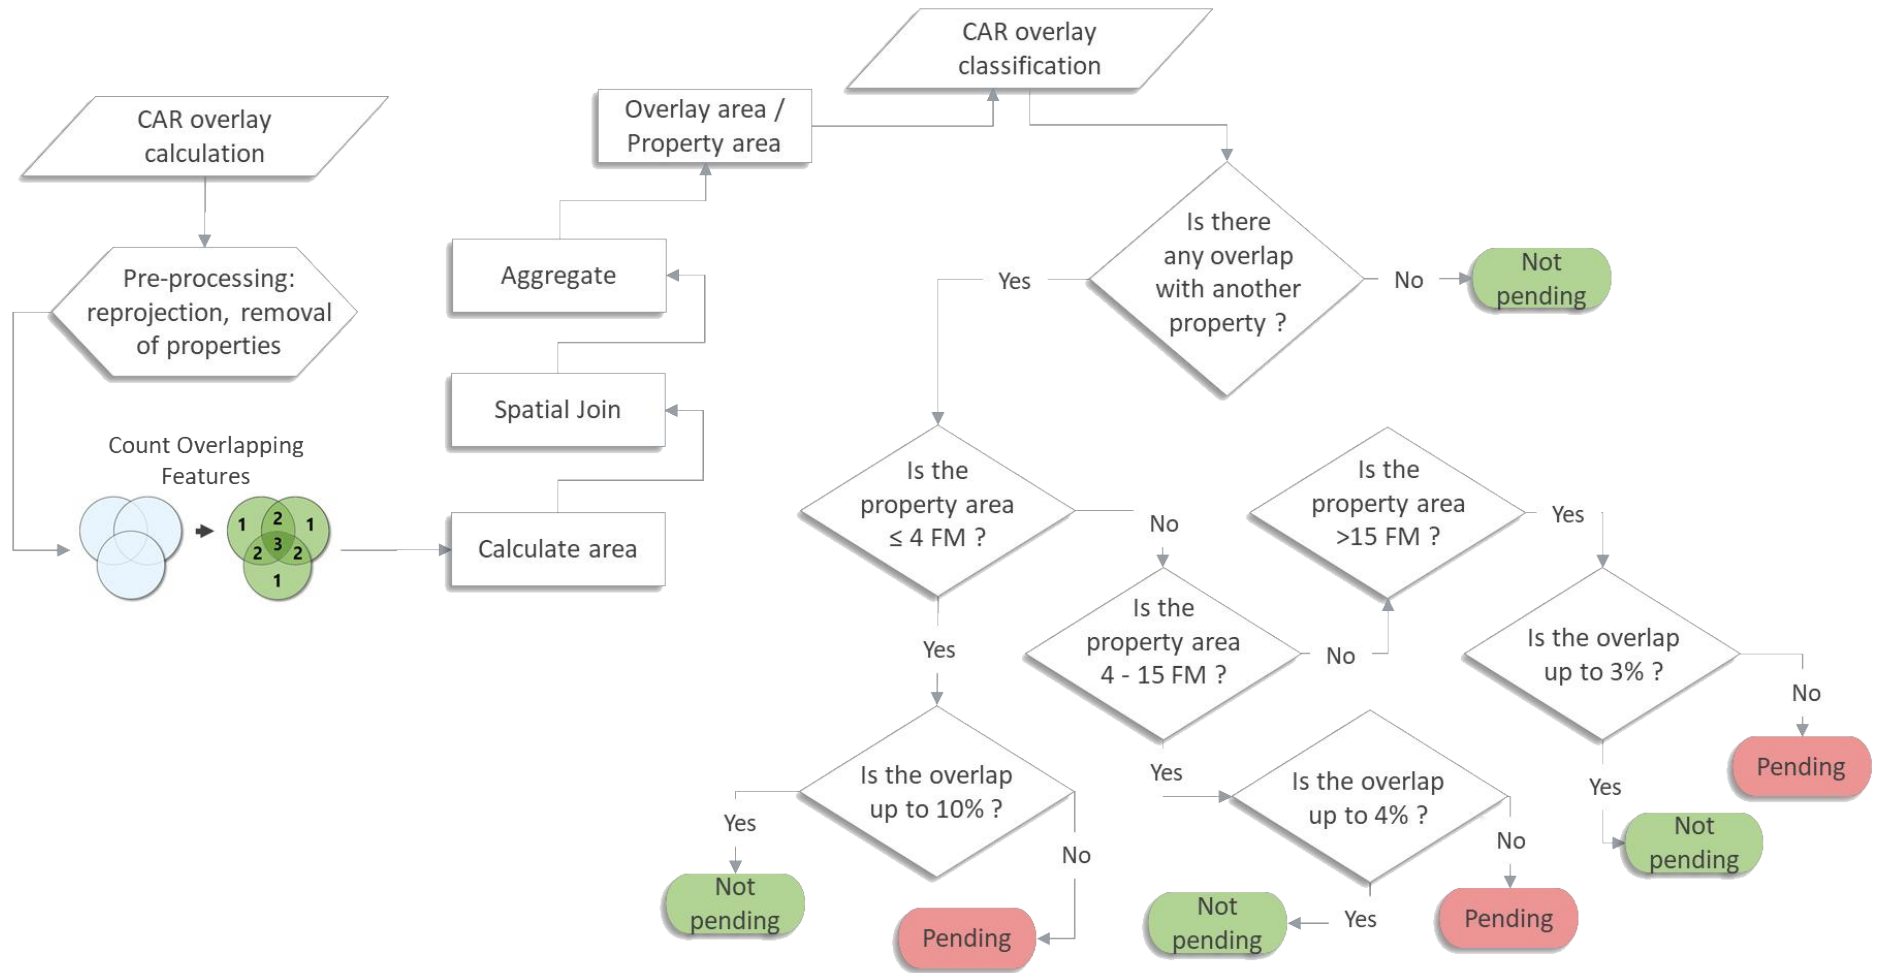 CAR overlay
calculation
Pre-processing:
reprojection, removal
of properties
Count Overlapping
Features
1
2
1
2
3
2
1
Calculate area
Spatial Join
Aggregate
Overlay area /
Property area
CAR overlay
classification
Is there
any overlap
with another
property ?
No
Not
pending
Yes
Is the
property area
≤ 4 FM ?
No
Is the
property area
4 - 15 FM ?
No
Is the
property area
>15 FM ?
Yes
Is the overlap
up to 3% ?
No
Pending
Yes
Not
pending
Yes
Is the overlap
up to 4% ?
No
Pending
Yes
Not
pending
Yes
Is the overlap
up to 10% ?
Yes
Not
pending
No
Pending